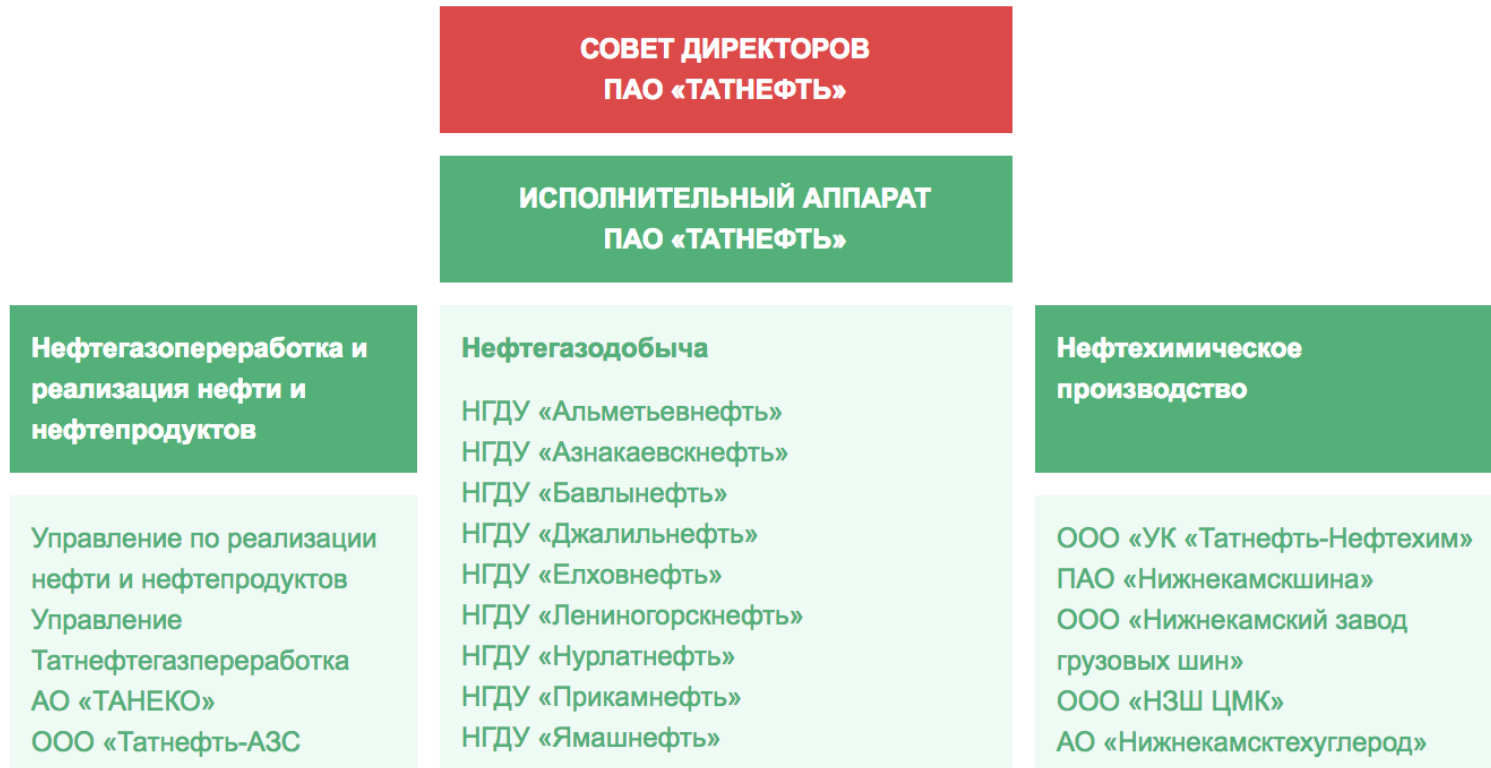 СОВЕТ ДИРЕКТОРОВ
ПАО «ТАТНЕФТЬ»
ИСПОЛНИТЕЛЬНЫЙ АППАРАТ
ПАО «ТАТНЕФТЬ»
Нефтегазопереработка и
реализация нефти и
нефтепродуктов
Управление по реализации
нефти и нефтепродуктов
Управление
Татнефтегазпереработка
АО «ТАНЕКО»
ООО «Татнефть-АЗС
Нефтегазодобыча
НГДУ «Альметьевнефть»
НГДУ «Азнакаевскнефть»
НГДУ «Бавлынефть»
НГДУ «Джалильнефть»
НГДУ «Елховнефть»
НГДУ «Лениногорскнефть»
НГДУ «Нурлатнефть»
НГДУ «Прикамнефть»
НГДУ «Ямашнефть»
Нефтехимическое
производство
ООО «УК «Татнефть-Нефтехим»
ПАО «Нижнекамскшина»
ООО «Нижнекамский завод
грузовых шин»
ООО «НЗШ ЦМК»
АО «Нижнекамсктехуглерод»